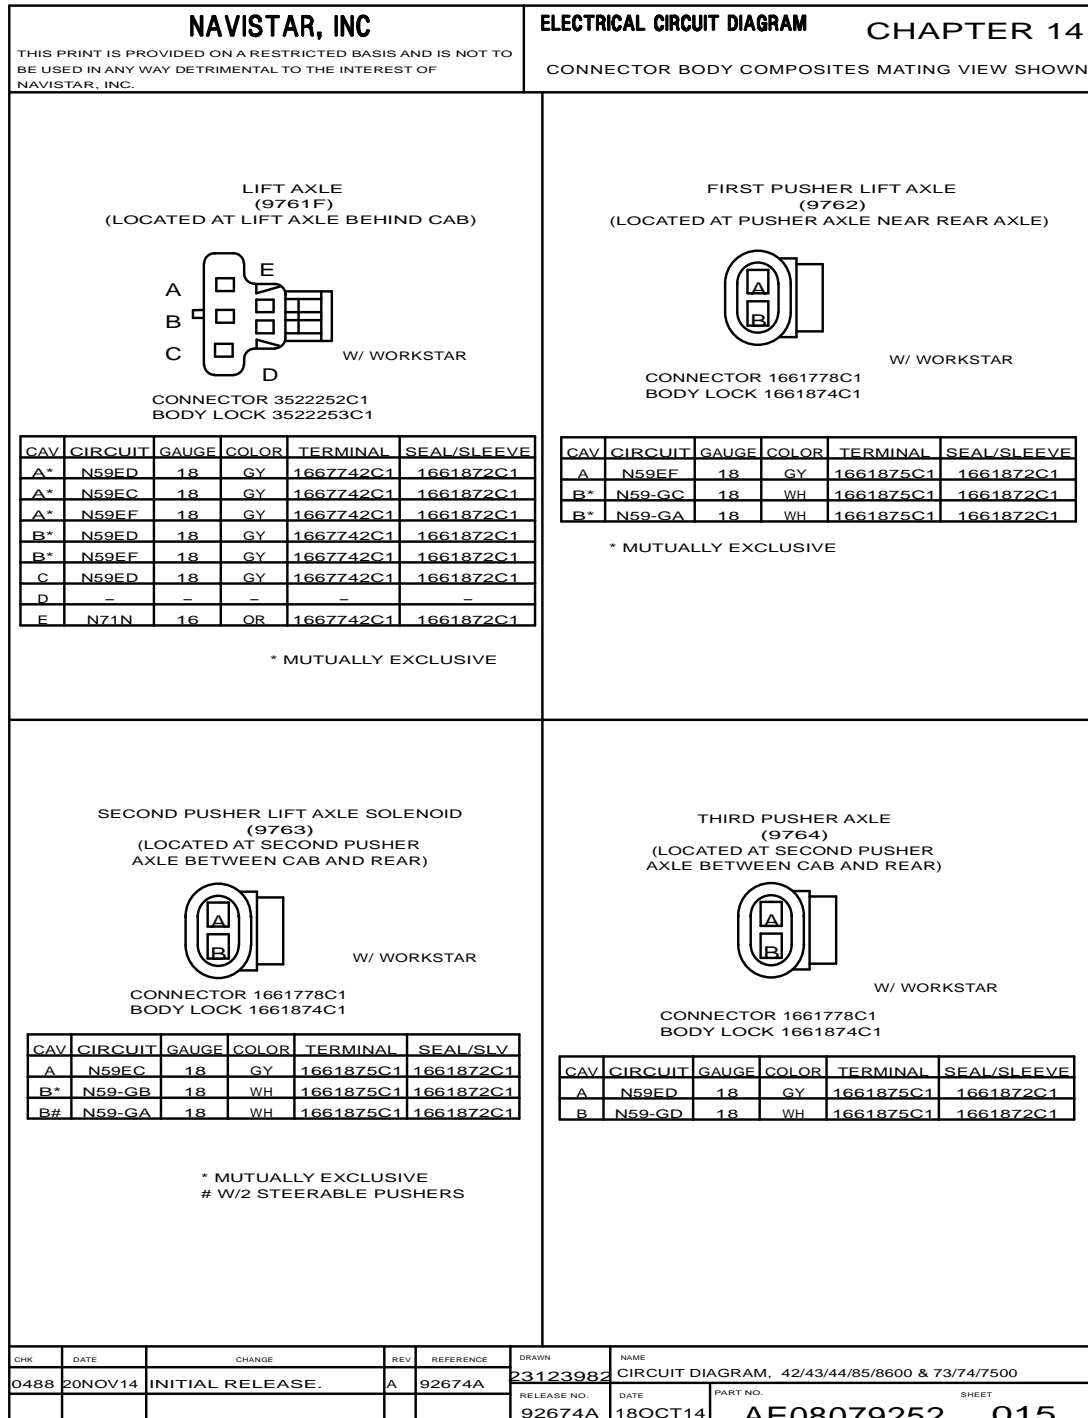 NAVISTAR, INC
THIS PRINT IS PROVIDED ON A RESTRICTED BASIS AND IS NOT TO
BE USED IN ANY WAY DETRIMENTAL TO THE INTEREST OF
NAVISTAR, INC.
ELECTRICAL CIRCUIT DIAGRAM CHAPTER 14
CONNECTOR BODY COMPOSITES MATING VIEW SHOWN
LIFT AXLE
(9761F)
(LOCATED AT LIFT AXLE BEHIND CAB)
E
A
B
C
D
W/ WORKSTAR
CONNECTOR 3522252C1
BODY LOCK 3522253C1
CAV CIRCUIT GAUGE COLOR TERMINAL SEAL/SLEEVE
A* N59ED 18 GY 1667742C1 1661872C1
A* N59EC 18 GY 1667742C1 1661872C1
A* N59EF 18 GY 1667742C1 1661872C1
B* N59ED 18 GY 1667742C1 1661872C1
B* N59EF 18 GY 1667742C1 1661872C1
C N59ED 18 GY 1667742C1 1661872C1
D – – – – –
E N71N 16 OR 1667742C1 1661872C1
* MUTUALLY EXCLUSIVE
FIRST PUSHER LIFT AXLE
(9762)
(LOCATED AT PUSHER AXLE NEAR REAR AXLE)
A
B
W/ WORKSTAR
CONNECTOR 1661778C1
BODY LOCK 1661874C1
CAV CIRCUIT GAUGE COLOR TERMINAL SEAL/SLEEVE
A N59EF 18 GY 1661875C1 1661872C1
B* N59-GC 18 WH 1661875C1 1661872C1
B* N59-GA 18 WH 1661875C1 1661872C1
* MUTUALLY EXCLUSIVE
SECOND PUSHER LIFT AXLE SOLENOID
(9763)
(LOCATED AT SECOND PUSHER
AXLE BETWEEN CAB AND REAR)
A
B
W/ WORKSTAR
CONNECTOR 1661778C1
BODY LOCK 1661874C1
CAV CIRCUIT GAUGE COLOR TERMINAL SEAL/SLV
A N59EC 18 GY 1661875C1 1661872C1
B* N59-GB 18 WH 1661875C1 1661872C1
B# N59-GA 18 WH 1661875C1 1661872C1
* MUTUALLY EXCLUSIVE
# W/2 STEERABLE PUSHERS
THIRD PUSHER AXLE
(9764)
(LOCATED AT SECOND PUSHER
AXLE BETWEEN CAB AND REAR)
A
B
W/ WORKSTAR
CONNECTOR 1661778C1
BODY LOCK 1661874C1
CAV CIRCUIT GAUGE COLOR TERMINAL SEAL/SLEEVE
A N59ED 18 GY 1661875C1 1661872C1
B N59-GD 18 WH 1661875C1 1661872C1
CHK DATE CHANGE REV REFERENCE
0488 20NOV14 INITIAL RELEASE. A 92674A
DRAWN NAME
23123982 CIRCUIT DIAGRAM, 42/43/44/85/8600 & 73/74/7500
RELEASE NO. DATE PART NO. SHEET
92674A 18OCT14 AE08079252 015